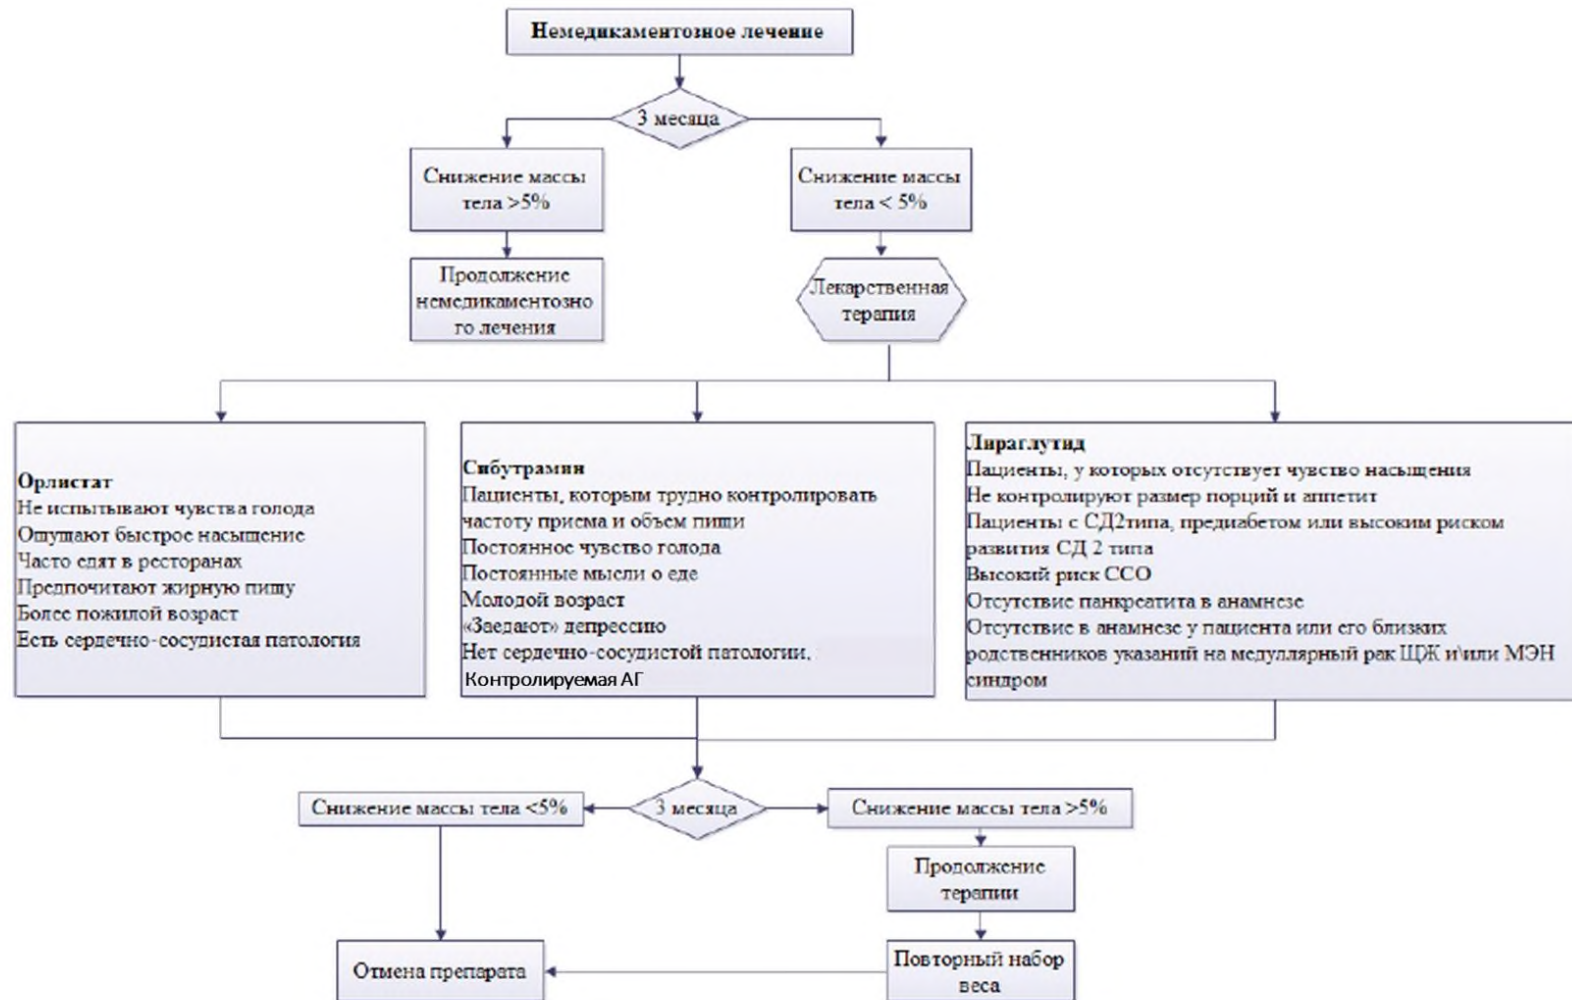 Немедикаментозное лечение
3 месяца
Снижение массы
тела >5%
Снижение массы
тела < 5%
Продолжение
немедикаментозно
го лечения
Лекарственная
терапия
Орлистат
Не испытывают чувства голода
Ощущают быстрое насыщение
Часто едят в ресторанах
Предпочитают жирную пищу
Более пожилой возраст
Есть сердечно-сосудистая патология
Сибутрамин
Пациенты, которым трудно контролировать
частоту приема и объем пищи
Постоянное чувство голода
Постоянные мысли о еде
Молодой возраст
«Заедают» депрессию
Нет сердечно-сосудистой патологии.
Контролируемая АГ
Лираглутид
Пациенты, у которых отсутствует чувство насыщения
Не контролируют размер порций и аппетит
Пациенты с СД2типа, предиабетом или высоким риском
развития СД 2 типа
Высокий риск ССО
Отсутствие панкреатита в анамнезе
Отсутствие в анамнезе у пациента или его близких
родственников указаний на медуллярный рак ЩЖ и\или МЭН
синдром
Снижение массы тела <5%
3 месяца
Снижение массы тела >5%
Продолжение
терапии
Отмена препарата
Повторный набор
веса